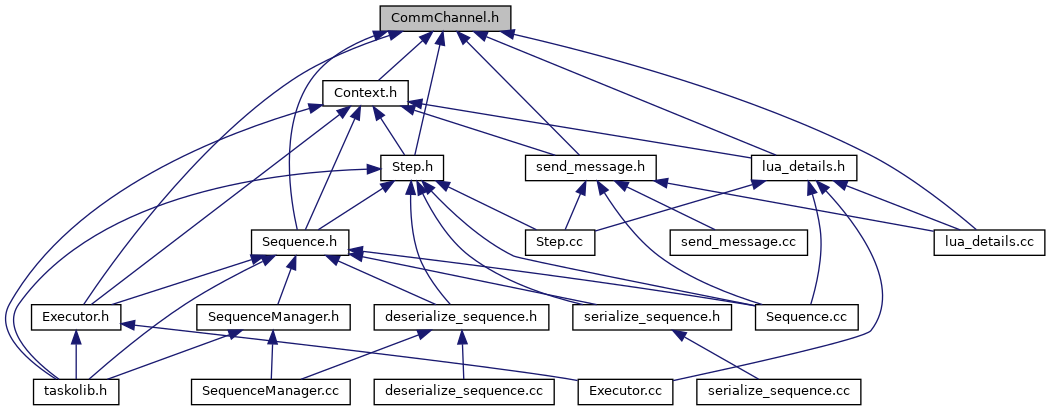 CommChannel.h
Context.h
Step.h
send_message.h
lua_details.h
Sequence.h
Step.cc
send_message.cc
lua_details.cc
Executor.h
SequenceManager.h
deserialize_sequence.h
serialize_sequence.h
Sequence.cc
taskolib.h
SequenceManager.cc
deserialize_sequence.cc
Executor.cc
serialize_sequence.cc